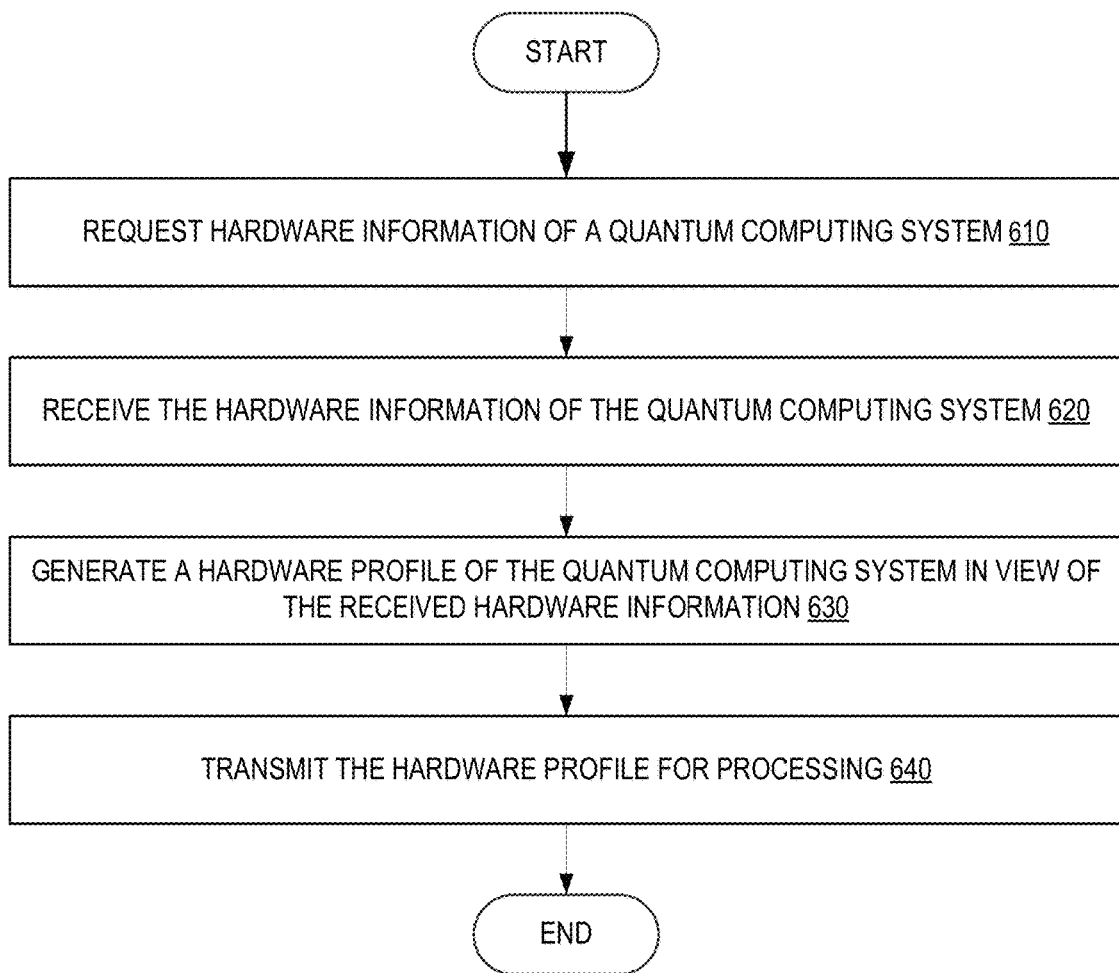 START
REQUEST HARDWARE INFORMATION OF A QUANTUM COMPUTING SYSTEM 610
RECEIVE THE HARDWARE INFORMATION OF THE QUANTUM COMPUTING SYSTEM 620
GENERATE A HARDWARE PROFILE OF THE QUANTUM COMPUTING SYSTEM IN VIEW OF
THE RECEIVED HARDWARE INFORMATION 630
TRANSMIT THE HARDWARE PROFILE FOR PROCESSING 640
END